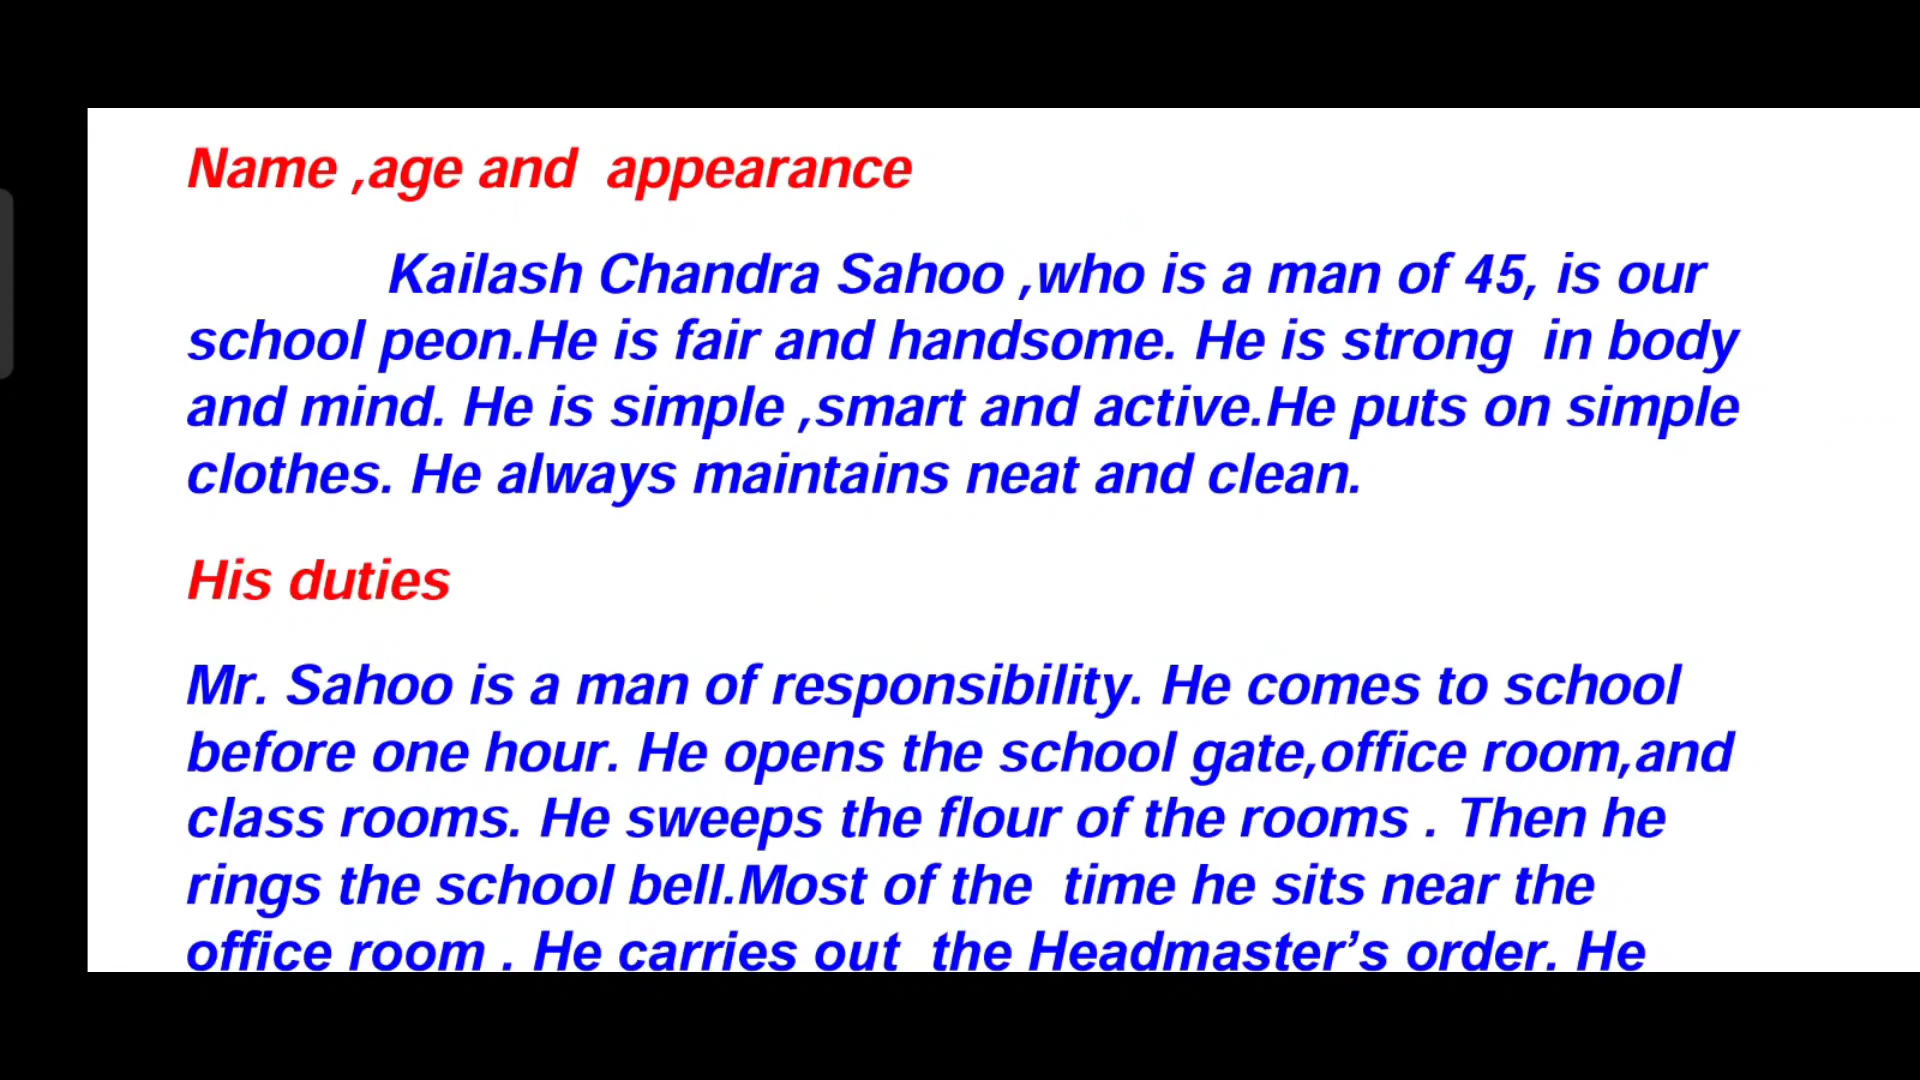 Name ,age and  appearance
Kailash Chandra Sahoo ,who is a man of 45, is our
school peon.He is fair and handsome. He is strong  in body
and mind. He is simple ,smart and active.He puts on simple
clothes. He always maintains neat and clean.
His duties
Mr. Sahoo is a man of responsibility. He comes to school
before one hour. He opens the school gate,office room,and
class rooms. He sweeps the flour of the rooms . Then he
rings the school bell.Most of the  time he sits near the
office room . He carries out  the Headmaster’s order. He